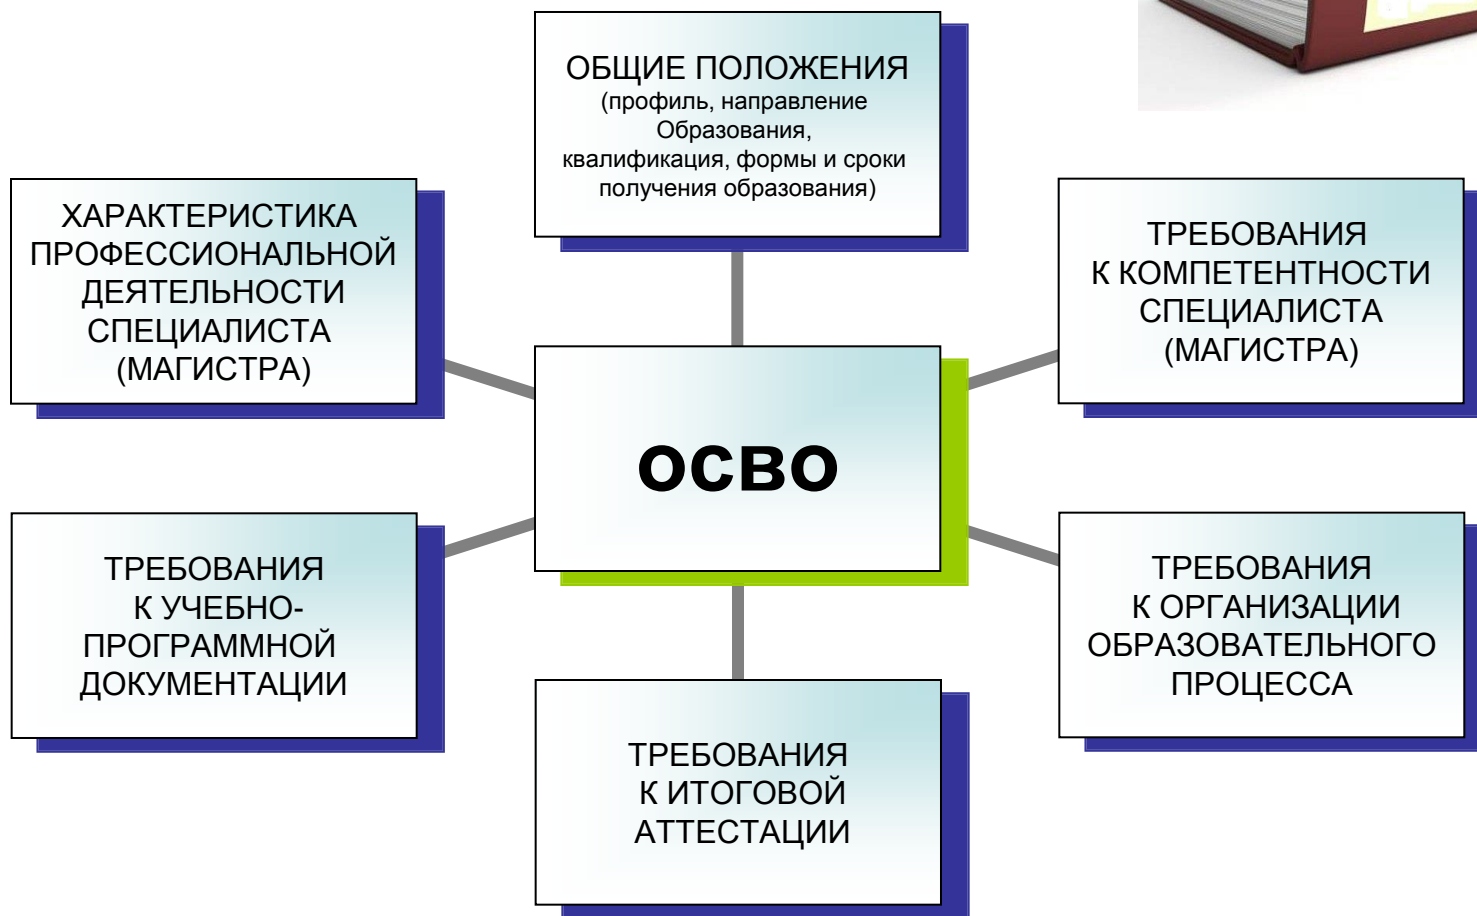 ОБЩИЕ ПОЛОЖЕНИЯ
(профиль, направление
Образования,
квалификация, формы и сроки
получения образования)
ХАРАКТЕРИСТИКА
ПРОФЕССИОНАЛЬНОЙ
ДЕЯТЕЛЬНОСТИ
СПЕЦИАЛИСТА
(МАГИСТРА)
ТРЕБОВАНИЯ
К КОМПЕТЕНТНОСТИ
СПЕЦИАЛИСТА
(МАГИСТРА)
ОСВО
ТРЕБОВАНИЯ
К УЧЕБНО-
ПРОГРАММНОЙ
ДОКУМЕНТАЦИИ
ТРЕБОВАНИЯ
К ОРГАНИЗАЦИИ
ОБРАЗОВАТЕЛЬНОГО
ПРОЦЕССА
ТРЕБОВАНИЯ
К ИТОГОВОЙ
АТТЕСТАЦИИ